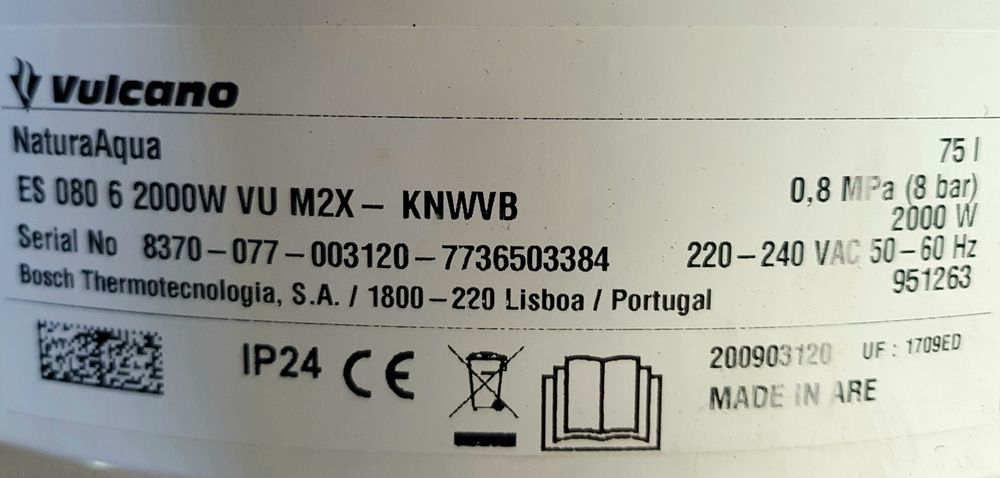 Vulcano
NaturaAqua
75 l
ES 080 6 2000W VU M2X- KNWVB
0,8 MPa (8 bar)
2000 W
Serial No 8370-077-003120-7736503384
220-240 VAC 50-60 Hz
Bosch Thermotecnologia, S.A. / 1800-220 Lisboa / Portugal
951263
IP24 CE
200903120 UF : 1709ED
MADE IN ARE